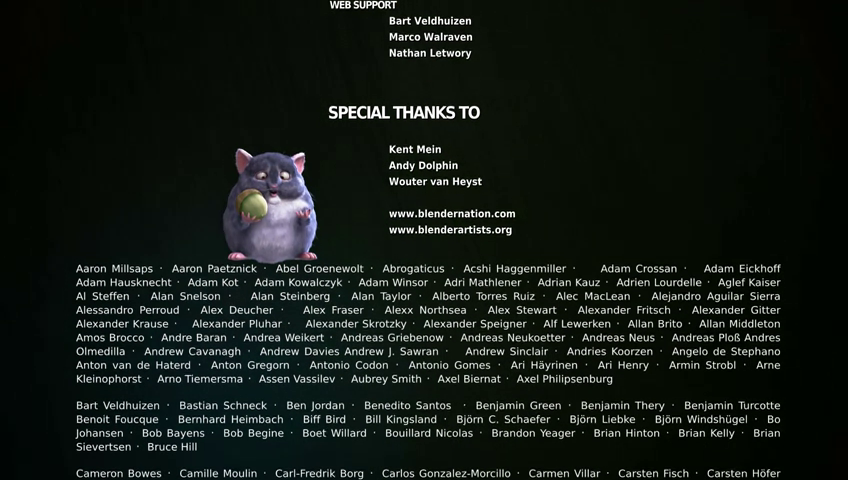 WEB SUPPORT
Bart Veldhuizen
Marco Walraven
Nathan Letwory
SPECIAL THANKS TO
Kent Mein
Andy Dolphin
Wouter van Heyst
www.blendernation.com
www.blenderartists.org
Aaron Millsaps · Aaron Paetznick · Abel Groenewolt · Abrogaticus · Acshi Haggenmiller · Adam Crossan · Adam Eickhoff
Adam Hausknecht · Adam Kot · Adam Kowalczyk · Adam Winsor · Adri Mathlener · Adrian Kauz · Adrien Lourdelle · Aglef Kaiser
Al Steffen · Alan Snelson · Alan Steinberg · Alan Taylor · Alberto Torres Ruiz · Alec MacLean · Alejandro Aguilar Sierra
Alessandro Perroud · Alex Deucher · Alex Fraser · Alexx Northsea · Alex Stewart · Alexander Fritsch · Alexander Gitter
Alexander Krause · Alexander Pluhar · Alexander Skrotzky · Alexander Speigner · Alf Lewerken · Allan Brito · Allan Middleton
Amos Brocco · Andre Baran · Andrea Weikert · Andreas Griebenow · Andreas Neukoetter · Andreas Neus · Andreas Ploß Andres
Olmedilla · Andrew Cavanagh · Andrew Davies Andrew J. Sawran · Andrew Sinclair · Andries Koorzen · Angelo de Stephano
Anton van de Haterd · Anton Gregorn · Antonio Codon · Antonio Gomes · Ari Häyrinen · Ari Henry · Armin Strobl · Arne
Kleinophorst · Arno Tiemersma · Assen Vassilev · Aubrey Smith · Axel Biernat · Axel Philipsenburg
Bart Veldhuizen · Bastian Schneck · Ben Jordan · Benedito Santos · Benjamin Green · Benjamin Thery · Benjamin Turcotte
Benoit Foucque · Bernhard Heimbach · Biff Bird · Bill Kingsland · Björn C. Schaefer · Björn Liebke · Björn Windshügel · Bo
Johansen · Bob Bayens · Bob Begine · Boet Willard · Bouillard Nicolas · Brandon Yeager · Brian Hinton · Brian Kelly · Brian
Sievertsen · Bruce Hill
Cameron Bowes · Camille Moulin · Carl-Fredrik Borg · Carlos Gonzalez-Morcillo · Carmen Villar · Carsten Fisch · Carsten Höfer